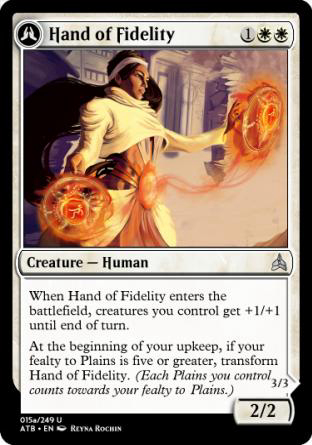 Hand of Fidelity 1
Creature — Human
When Hand of Fidelity enters the
battlefield, creatures you control get +1/+1
until end of turn.
At the beginning of your upkeep, if your
fealty to Plains is five or greater, transform
Hand of Fidelity. (Each Plains you control
counts towards your fealty to Plains.)
3/3
2/2
015a/249 U
ATB • EN Reyna Rochin